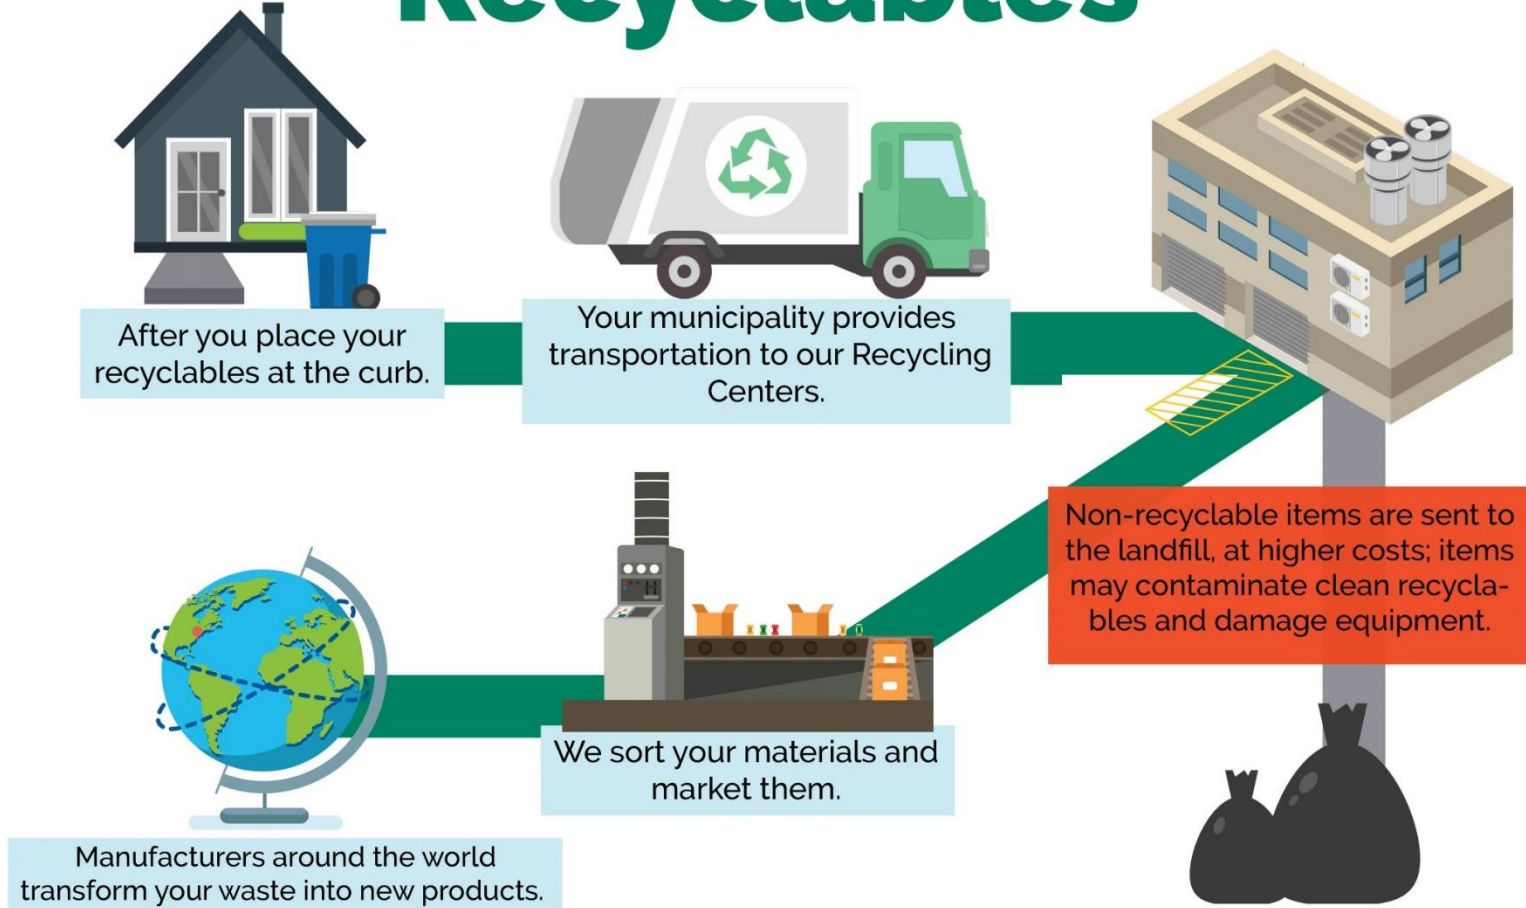 Recyclables
After you place your
recyclables at the curb.
Your municipality provides
transportation to our Recycling
Centers.
Non-recyclable items are sent to
the landfill, at higher costs; items
may contaminate clean recycla-
bles and damage equipment.
We sort your materials and
market them.
Manufacturers around the world
transform your waste into new products.